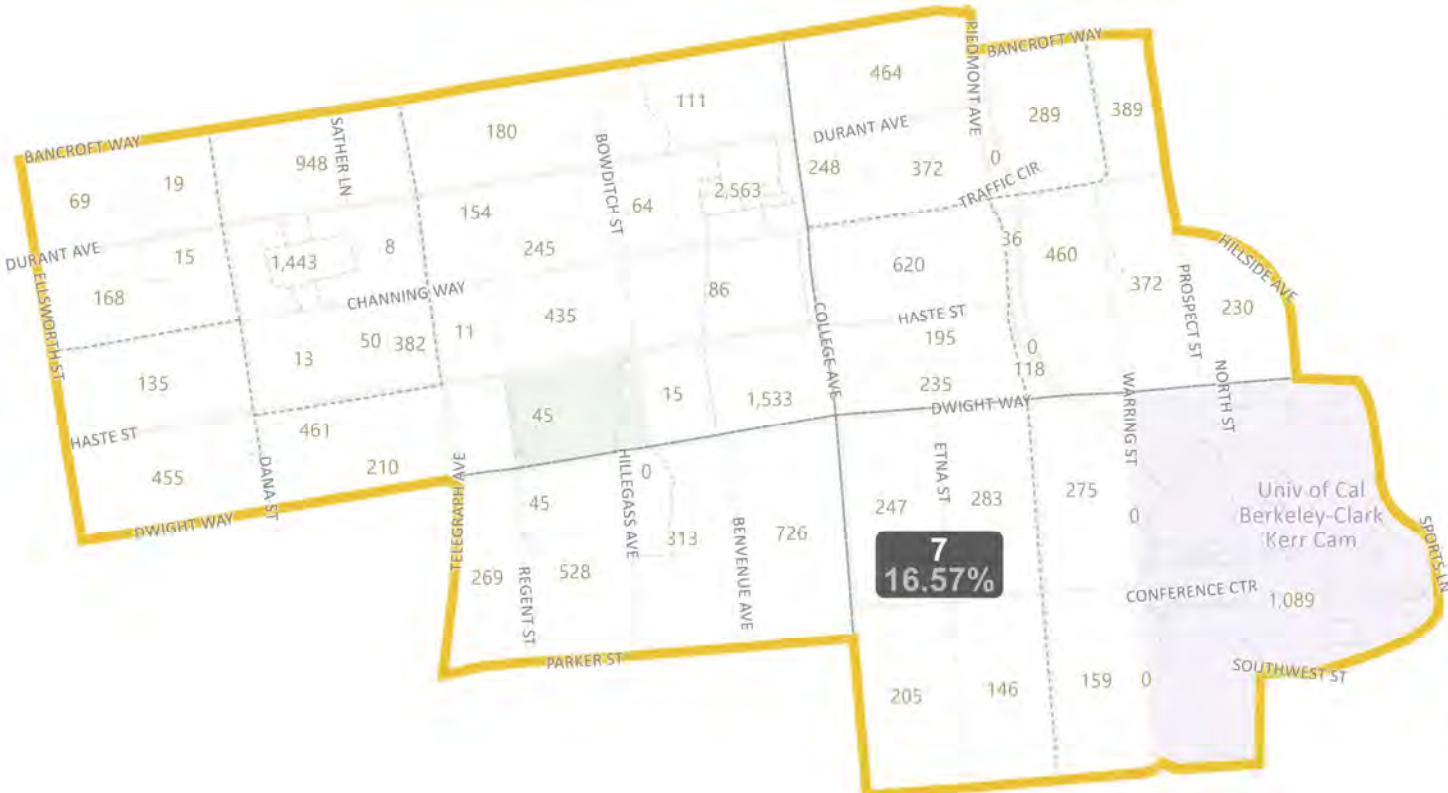 PIEDMONT AVE
BANCROFT WAY
464
111
289
389
180
DURANT AVE
BANCROFT WAY
SATHER LN
948
BOWDITCH ST
0
248
372
TRAFFIC CIR
2,563
69
19
64
154
36
460
HILLSIDE AVE
DURANT AVE
15
1,443
8
245
620
372
PROSPECT ST
230
ELLSWORTH ST
168
CHANNING WAY
86
COLLEGE AVE
HASTE ST
435
11
50
382
13
195
0
118
135
235
WARRING ST
NORTH ST
15
1,533
DWIGHT WAY
45
HASTE ST
461
455
DANA ST
210
TELEGRAPH AVE
HILLEGASS AVE
0
ETNA ST
247
283
275
0
Univ of Cal
Berkeley-Clark
Kerr Cam
DWIGHT WAY
45
313
BENVENUE AVE
726
7
16.57%
SPORTS LN
269
REGENT ST
528
CONFERENCE CTR
1,089
PARKER ST
SOUTHWEST ST
205
146
159
0